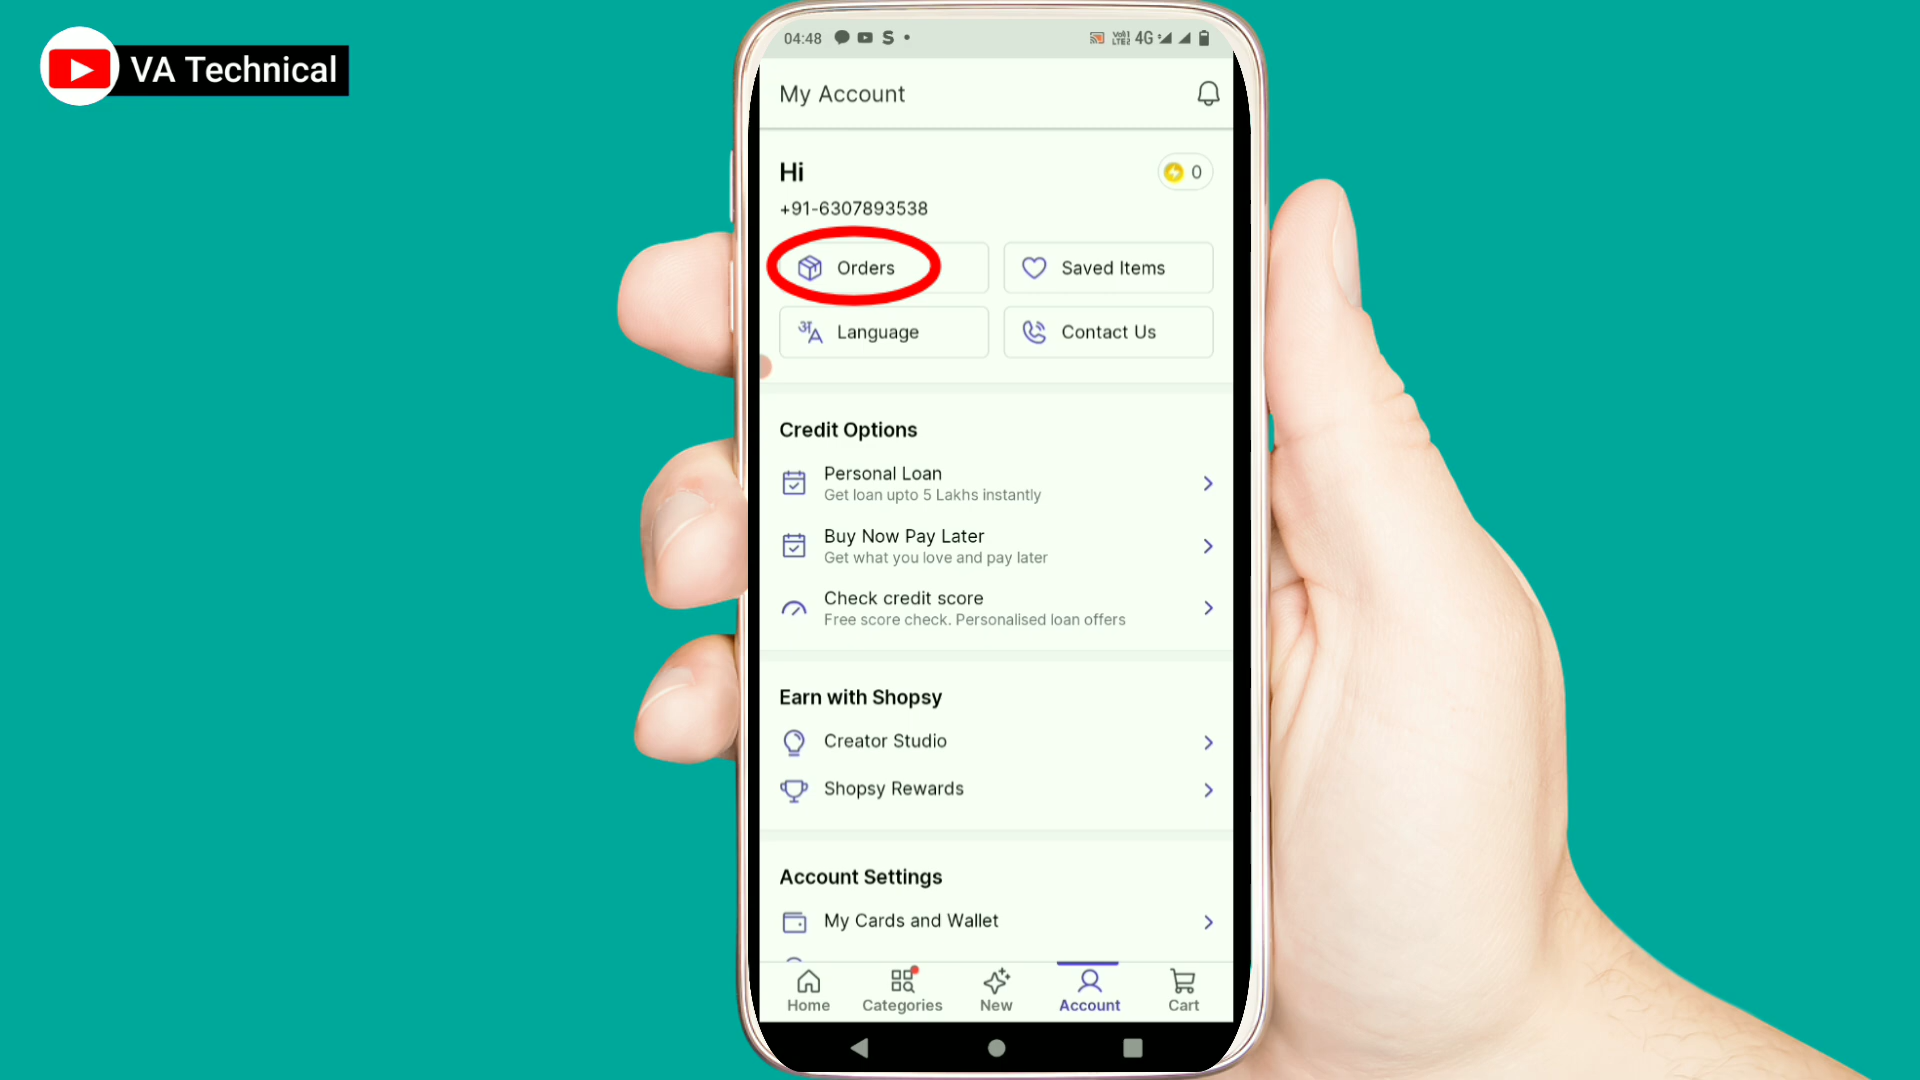 VA Technical
04:48 S 4G
My Account
Hi
0
+91-6307893538
Orders
Saved Items
Language
Contact Us
Credit Options
Personal Loan
Get loan upto 5 Lakhs instantly
Buy Now Pay Later
Get what you love and pay later
Check credit score
Free score check. Personalised loan offers
Earn with Shopsy
Creator Studio
Shopsy Rewards
Account Settings
My Cards and Wallet
Home
Categories
New
Account
Cart